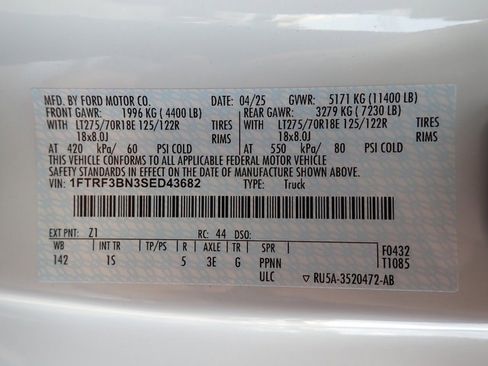 MFD. BY FORD MOTOR CO. DATE: 04/25 GVWR: 5171 KG (11400 LB)
FRONT GAWR: 1996 KG (4400 LB) REAR GAWR: 3279 KG (7230 LB)
WITH LT275/70R18E 125/122R TIRES WITH LT275/70R18E 125/122R TIRES
18x8.0J RIMS 18x8.0J RIMS
AT 420 kPa/ 60 PSI COLD AT 550 kPa/ 80 PSI COLD
THIS VEHICLE CONFORMS TO ALL APPLICABLE FEDERAL MOTOR VEHICLE
SAFETY STANDARDS IN EFFECT ON THE DATE OF MANUFACTURE SHOWN ABOVE.
VIN: 1FTRF3BN3SED43682 TYPE: Truck
EXT PNT: Z1 RC: 44 DSO:
WB INT TR TP/PS R AXLE TR SPR F0432
142 1S 5 3E G PPNN T1085
ULC ▽ RU5A-3520472-AB